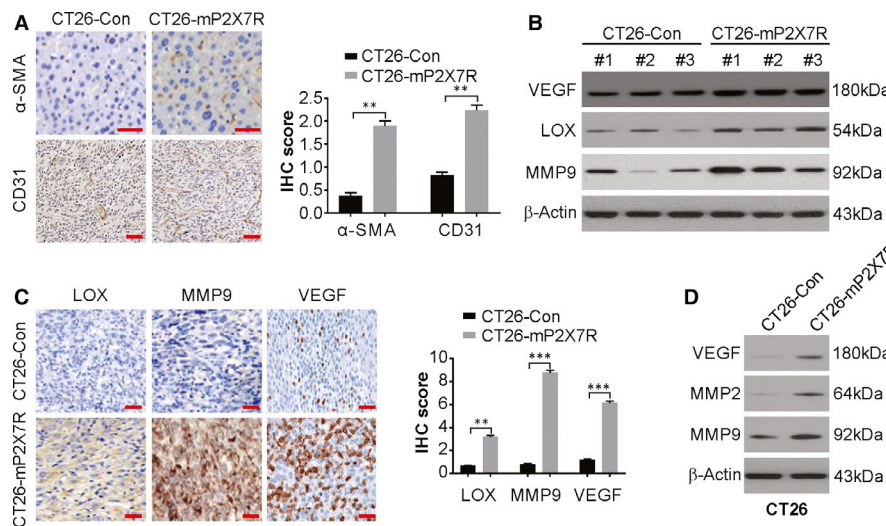 A
CT26-Con CT26-mP2X7R
α-SMA
CD31
CT26-Con
CT26-mP2X7R
IHC score
2.5
2.0
1.5
1.0
0.5
0.0
** **
α-SMA CD31
B
CT26-Con CT26-mP2X7R
#1 #2 #3 #1 #2 #3
VEGF 180kDa
LOX 54kDa
MMP9 92kDa
β-Actin 43kDa
C
LOX MMP9 VEGF
CT26-Con
CT26-mP2X7R
CT26-Con
CT26-mP2X7R
IHC score
10
8
6
4
2
0
** *** ***
LOX MMP9 VEGF
D
CT26-Con CT26-mP2X7R
VEGF 180kDa
MMP2 64kDa
MMP9 92kDa
β-Actin 43kDa
CT26